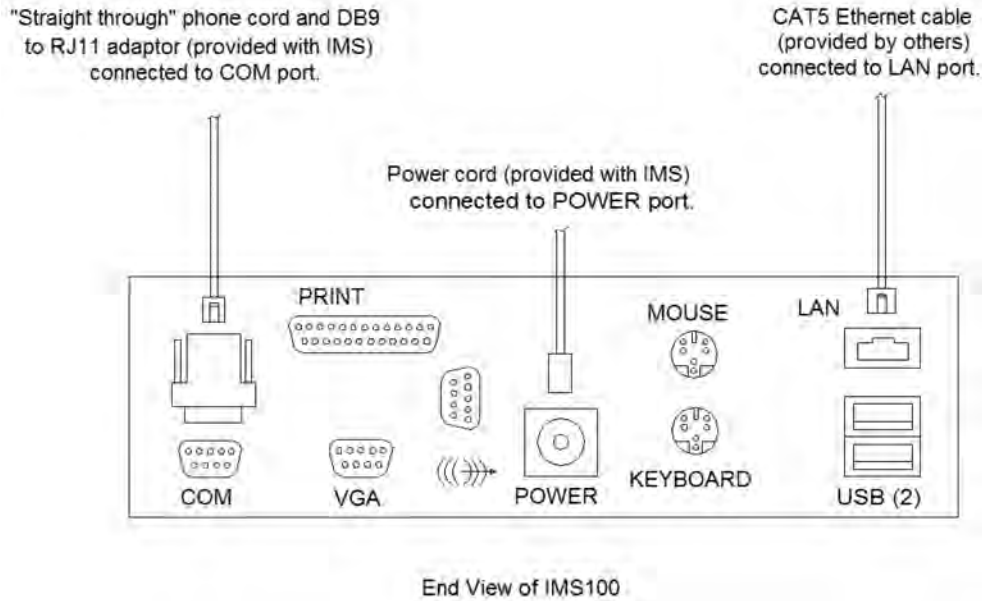 "Straight through" phone cord and DB9
to RJ11 adaptor (provided with IMS)
connected to COM port.
CAT5 Ethernet cable
(provided by others)
connected to LAN port.
Power cord (provided with IMS)
connected to POWER port.
PRINT
MOUSE
LAN
COM
VGA
POWER
KEYBOARD
USB (2)
End View of IMS100